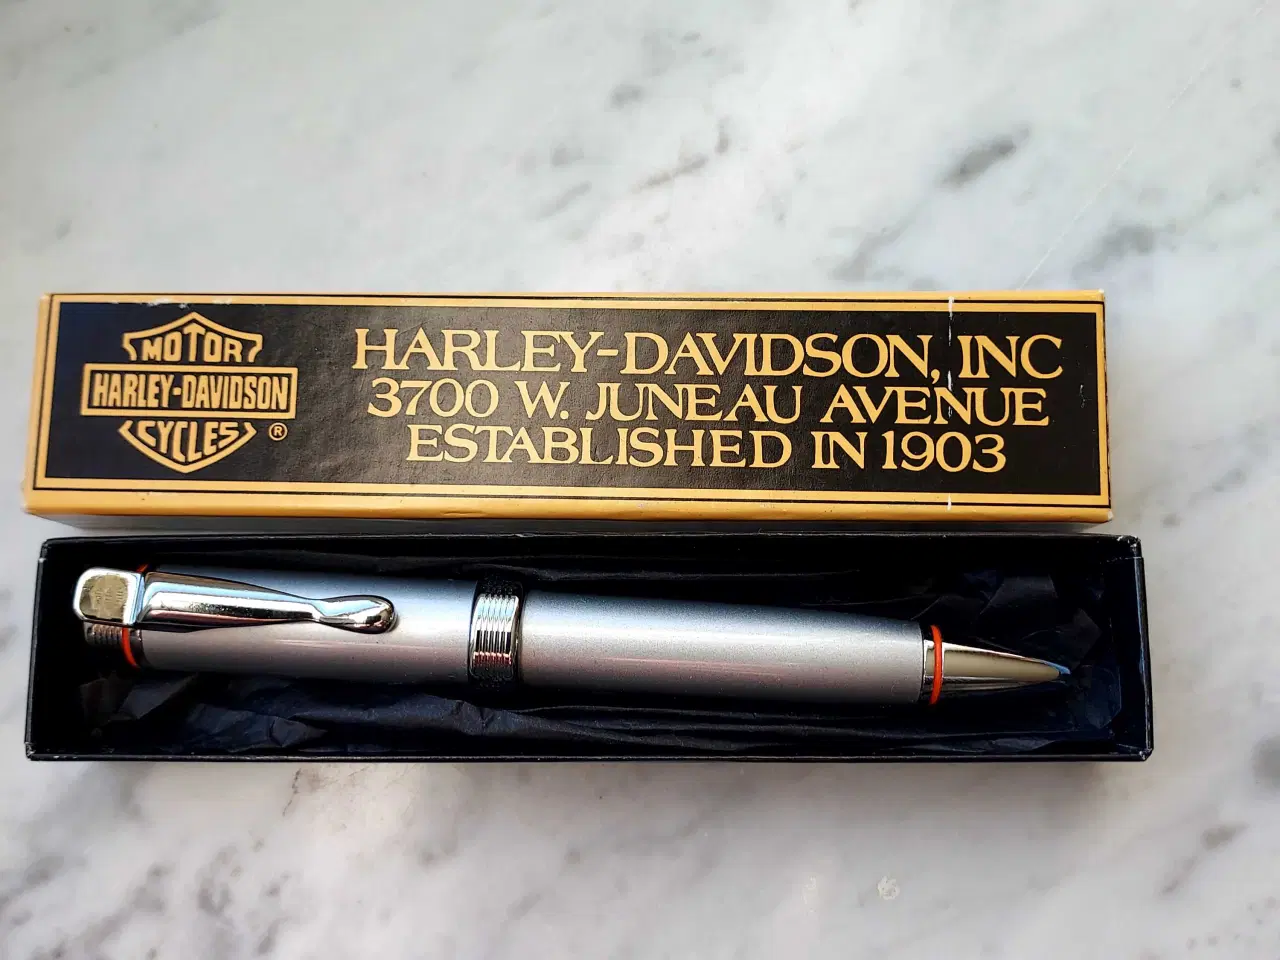 MOTOR
HARLEY-DAVIDSON
CYCLES ®
HARLEY-DAVIDSON, INC
3700 W. JUNEAU AVENUE
ESTABLISHED IN 1903